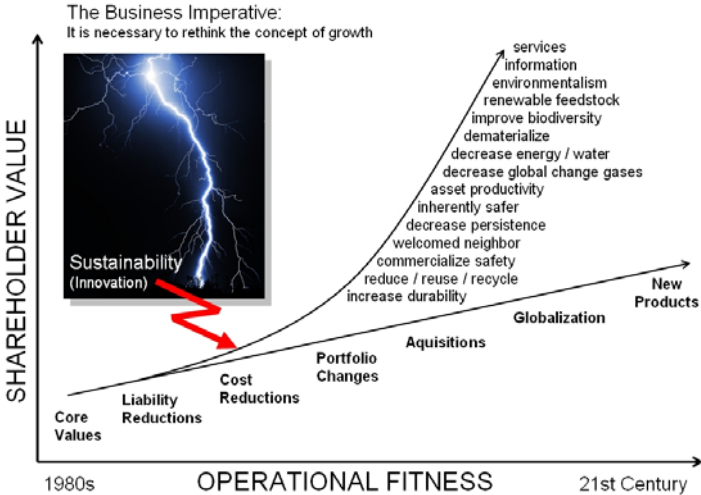 The Business Imperative:
It is necessary to rethink the concept of growth
SHAREHOLDER VALUE
Sustainability
(Innovation)
services
information
environmentalism
renewable feedstock
improve biodiversity
dematerialize
decrease energy / water
decrease global change gases
asset productivity
inherently safer
decrease persistence
welcomed neighbor
commercialize safety
reduce / reuse / recycle
increase durability
Core
Values
Liability
Reductions
Cost
Reductions
Portfolio
Changes
Aquisitions
Globalization
New
Products
1980s
OPERATIONAL FITNESS
21st Century